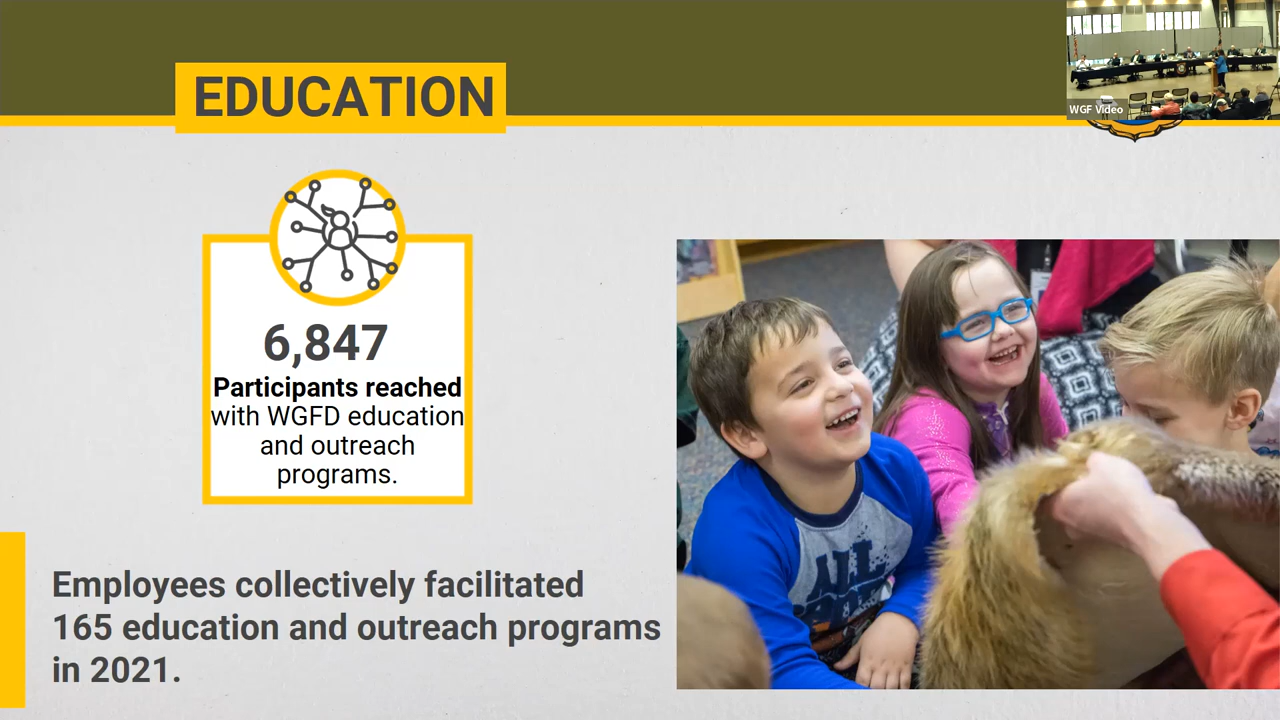 EDUCATION
WGF Video
6,847
Participants reached
with WGFD education
and outreach
programs.
Employees collectively facilitated
165 education and outreach programs
in 2021.